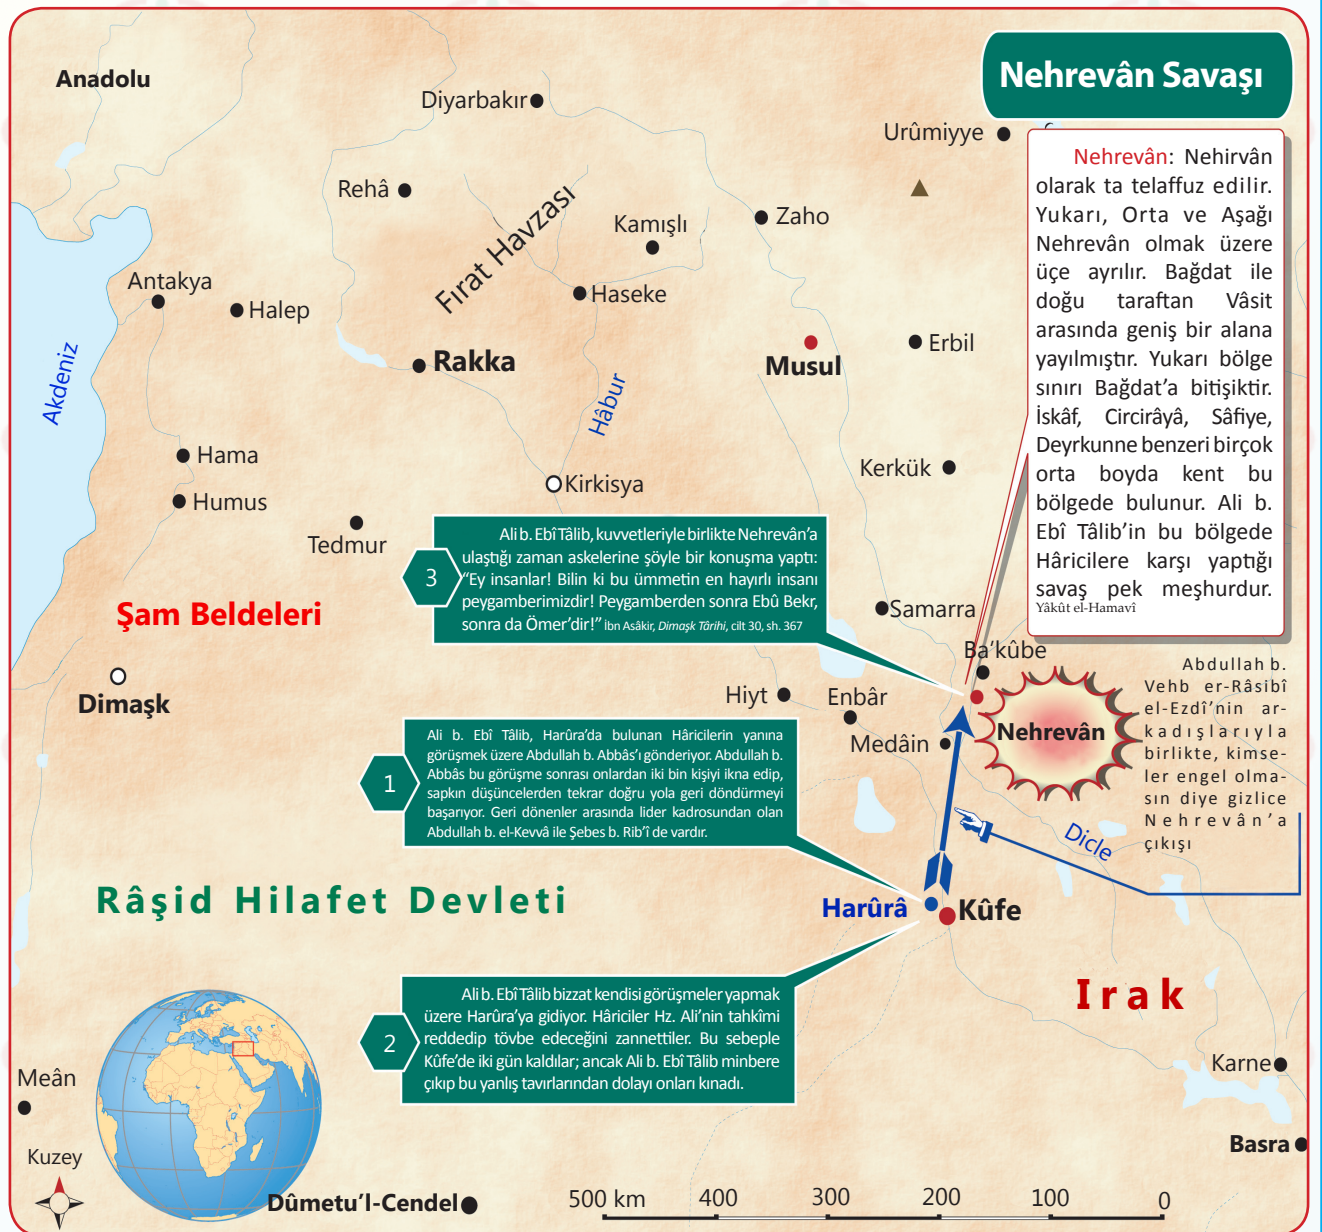 Nehrevân Savaşı
Anadolu
Diyarbakır
Urûmiyye
Rehâ
Kamışlı
Zaho
Fırat Havzası
Antakya
Halep
Haseke
Akdeniz
Rakka
Musul
Erbil
Hâbur
Hama
Kerkük
Humus
Kirkisya
Tedmur
Nehrevân: Nehirvân
olarak ta telaffuz edilir.
Yukarı, Orta ve Aşağı
Nehrevân olmak üzere
üçe ayrılır. Bağdat ile
doğu taraftan Vâsit
arasında geniş bir alana
yayılmıştır. Yukarı bölge
sınırı Bağdat’a bitişiktir.
İskâf, Circirâyâ, Sâfiye,
Deyrkunne benzeri birçok
orta boyda kent bu
bölgede bulunur. Ali b.
Ebî Tâlib’in bu bölgede
Hâricilere karşı yaptığı
savaş pek meşhurdur.
Yâkût el-Hamavî
3
Ali b. Ebî Tâlib, kuvvetleriyle birlikte Nehrevân’a
ulaştığı zaman askelerine şöyle bir konuşma yaptı:
“Ey insanlar! Bilin ki bu ümmetin en hayırlı insanı
peygamberimizdir! Peygamberden sonra Ebû Bekr,
sonra da Ömer’dir!” İbn Asâkir, Dimaşk Târihi, cilt 30, sh. 367
Şam Beldeleri
Samarra
Ba’kûbe
Dimaşk
Hiyt
Enbâr
Medâin
Nehrevân
Abdullah b.
Vehb er-Râsibî
el-Ezdî’nin ar-
kadışlarıyla
birlikte, kimse-
ler engel olma-
sın diye gizlice
Nehrevân’a
çıkışı
1
Ali b. Ebî Tâlib, Harûra’da bulunan Hâricilerin yanına
görüşmek üzere Abdullah b. Abbâs’ı gönderiyor. Abdullah b.
Abbâs bu görüşme sonrası onlardan iki bin kişiyi ikna edip,
sapkın düşüncelerden tekrar doğru yola geri döndürmeyi
başarıyor. Geri dönenler arasında lider kadrosundan olan
Abdullah b. el-Kevvâ ile Şebes b. Rib’î de vardır.
Dicle
Râşid Hilafet Devleti
Harûrâ
Kûfe
Irak
2
Ali b. Ebî Tâlib bizzat kendisi görüşmeler yapmak
üzere Harûra’ya gidiyor. Hâriciler Hz. Ali’nin tahkîmi
reddedip tövbe edeceğini zannettiler. Bu sebeple
Kûfe’de iki gün kaldılar; ancak Ali b. Ebî Tâlib minbere
çıkıp bu yanlış tavırlarından dolayı onları kınadı.
Karne
Meân
Basra
Kuzey
Dûmetu’l-Cendel
500 km 400 300 200 100 0